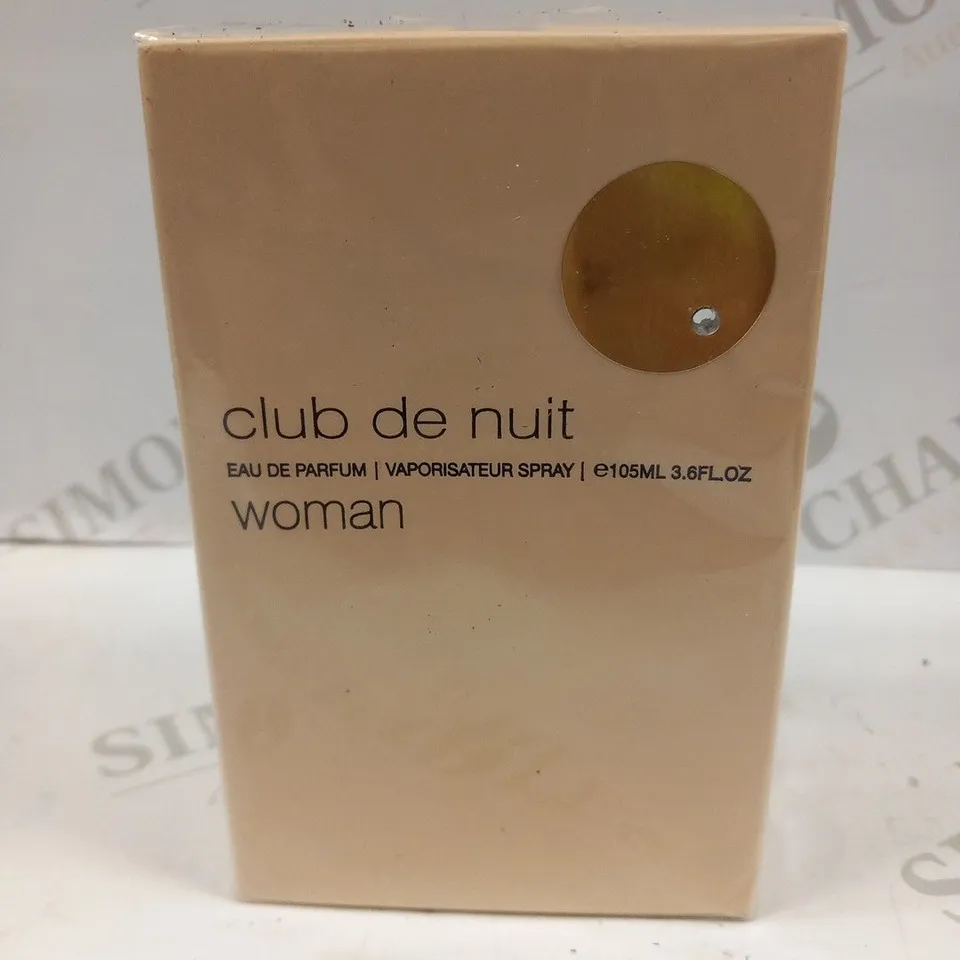 club de nuit
EAU DE PARFUM | VAPORISATEUR SPRAY | ℮105ML 3.6FL.OZ
woman